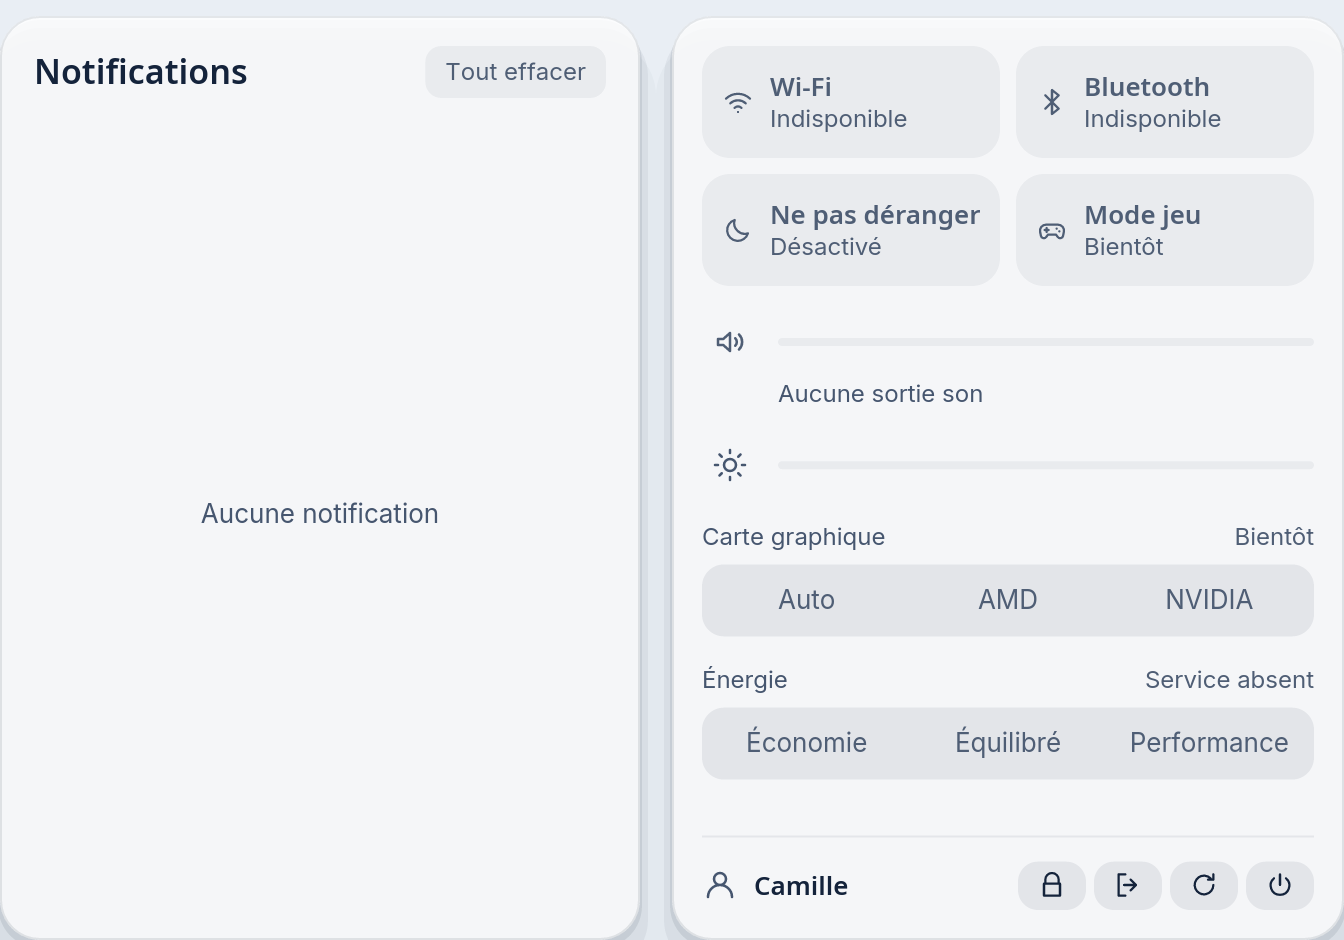 Notifications
Tout effacer
Aucune notification
Wi-Fi
Indisponible
Bluetooth
Indisponible
Ne pas déranger
Désactivé
Mode jeu
Bientôt
Aucune sortie son
Carte graphique
Bientôt
Auto
AMD
NVIDIA
Énergie
Service absent
Économie
Équilibré
Performance
Camille